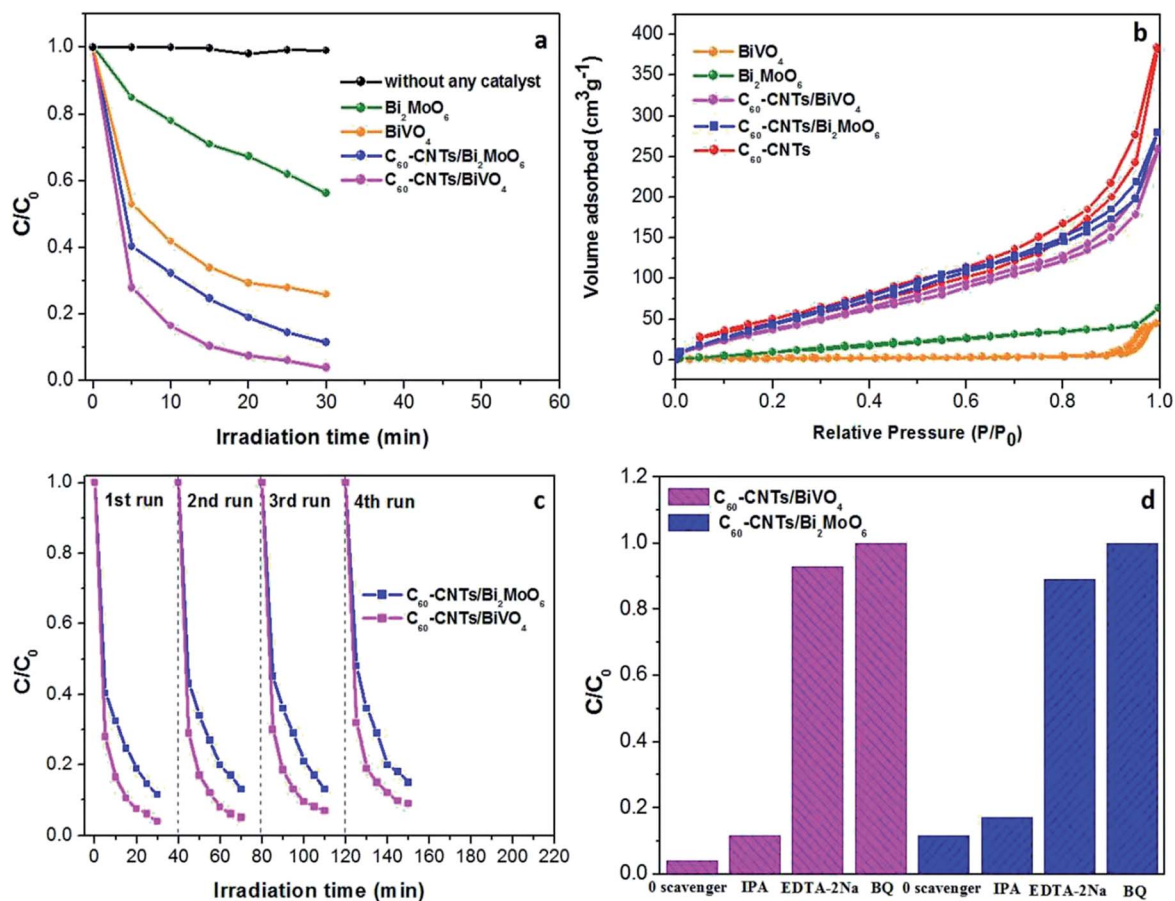 a
1.0
0.8
0.6
0.4
0.2
0.0
C/C₀
without any catalyst
Bi₂MoO₆
BiVO₄
C₆₀-CNTs/Bi₂MoO₆
C₆₀-CNTs/BiVO₄
0 10 20 30 40 50 60
Irradiation time (min)
b
400
350
300
250
200
150
100
50
0
Volume adsorbed (cm³g⁻¹)
BiVO₄
Bi₂MoO₆
C₆₀-CNTs/BiVO₄
C₆₀-CNTs/Bi₂MoO₆
C₆₀-CNTs
0.0 0.2 0.4 0.6 0.8 1.0
Relative Pressure (P/P₀)
c
1.0
0.8
0.6
0.4
0.2
0.0
C/C₀
1st run 2nd run 3rd run 4th run
C₆₀-CNTs/Bi₂MoO₆
C₆₀-CNTs/BiVO₄
0 20 40 60 80 100 120 140 160 180 200 220
Irradiation time (min)
d
1.2
1.0
0.8
0.6
0.4
0.2
0.0
C/C₀
C₆₀-CNTs/BiVO₄
C₆₀-CNTs/Bi₂MoO₆
0 scavenger IPA EDTA-2Na BQ 0 scavenger IPA EDTA-2Na BQ